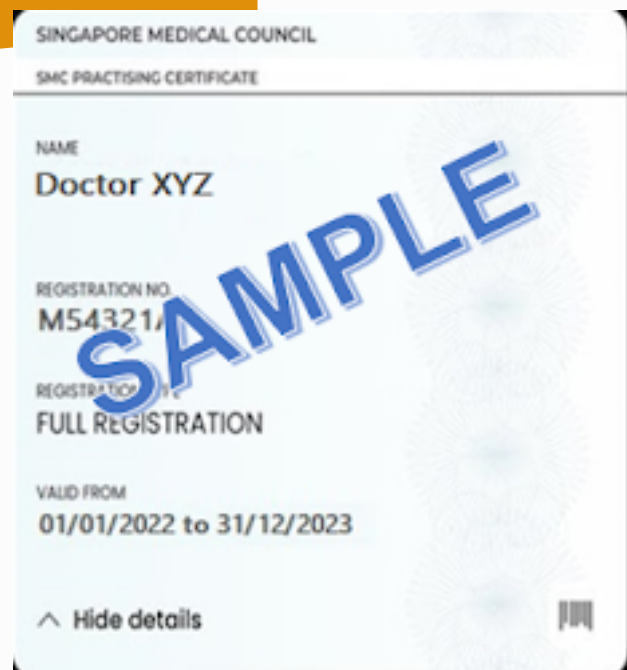 SINGAPORE MEDICAL COUNCIL
SMC PRACTISING CERTIFICATE
NAME
Doctor XYZ
REGISTRATION NO.
M54321A
REGISTRATION
FULL REGISTRATION
VALID FROM
01/01/2022 to 31/12/2023
Hide details
SAMPLE